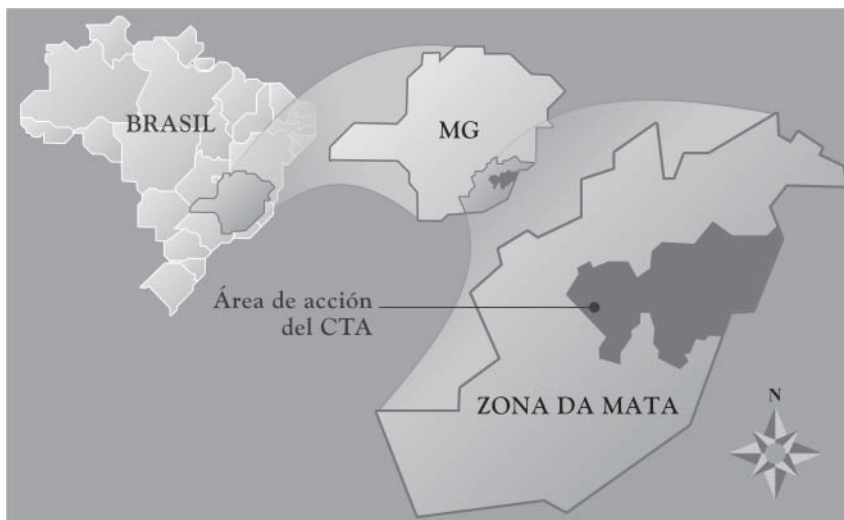 BRASIL
MG
Área de acción
del CTA
ZONA DA MATA
N